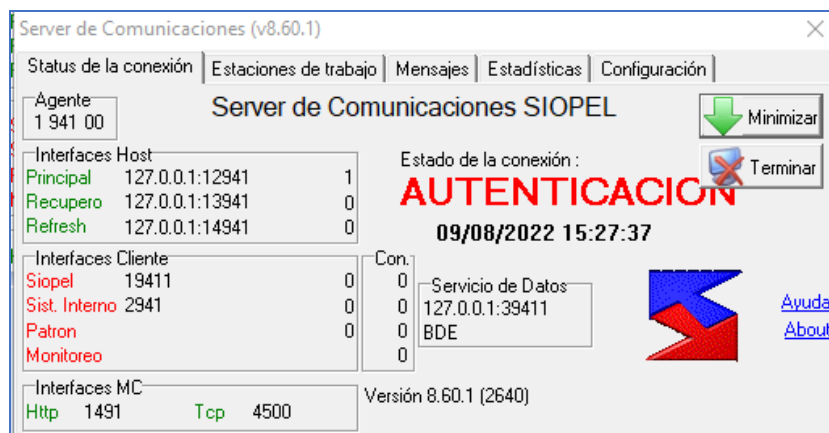 Server de Comunicaciones (v8.60.1)
Status de la conexión Estaciones de trabajo Mensajes Estadísticas Configuración
Agente
1 941 00
Server de Comunicaciones SIOPEL
Minimizar
Terminar
Interfaces Host
Principal 127.0.0.1:12941 1
Recupero 127.0.0.1:13941 0
Refresh 127.0.0.1:14941 0
Estado de la conexión :
AUTENTICACION
09/08/2022 15:27:37
Interfaces Cliente Con.
Siopel 19411 0 0
Sist. Interno 2941 0 0
Patron 0 0
Monitoreo 0
Servicio de Datos
127.0.0.1:39411
BDE
Ayuda
About
Interfaces MC
Http 1491 Tcp 4500
Versión 8.60.1 (2640)